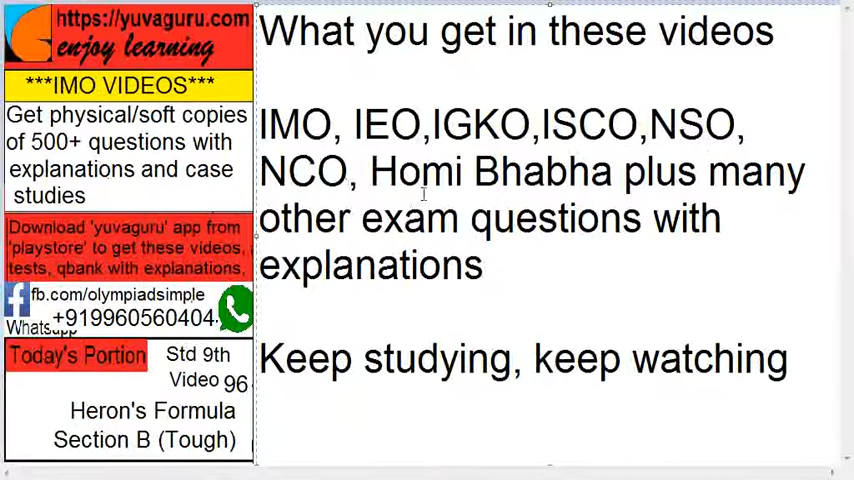 https://yuvaguru.com
enjoy learning
***IMO VIDEOS***
Get physical/soft copies
of 500+ questions with
explanations and case
studies
Download 'yuvaguru' app from
'playstore' to get these videos,
tests, qbank with explanations,
fb.com/olympiadsimple
+919960560404
Whatsapp
Today's Portion
Std 9th
Video 96
Heron's Formula
Section B (Tough)
What you get in these videos
IMO, IEO,IGKO,ISCO,NSO,
NCO, Homi Bhabha plus many
other exam questions with
explanations
Keep studying, keep watching